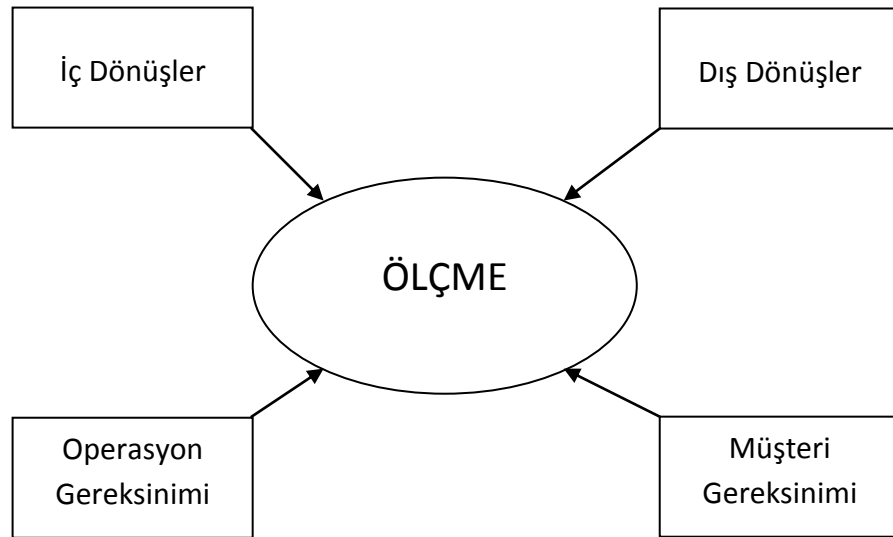 İç Dönüşler
Dış Dönüşler
ÖLÇME
Operasyon
Gereksinimi
Müşteri
Gereksinimi